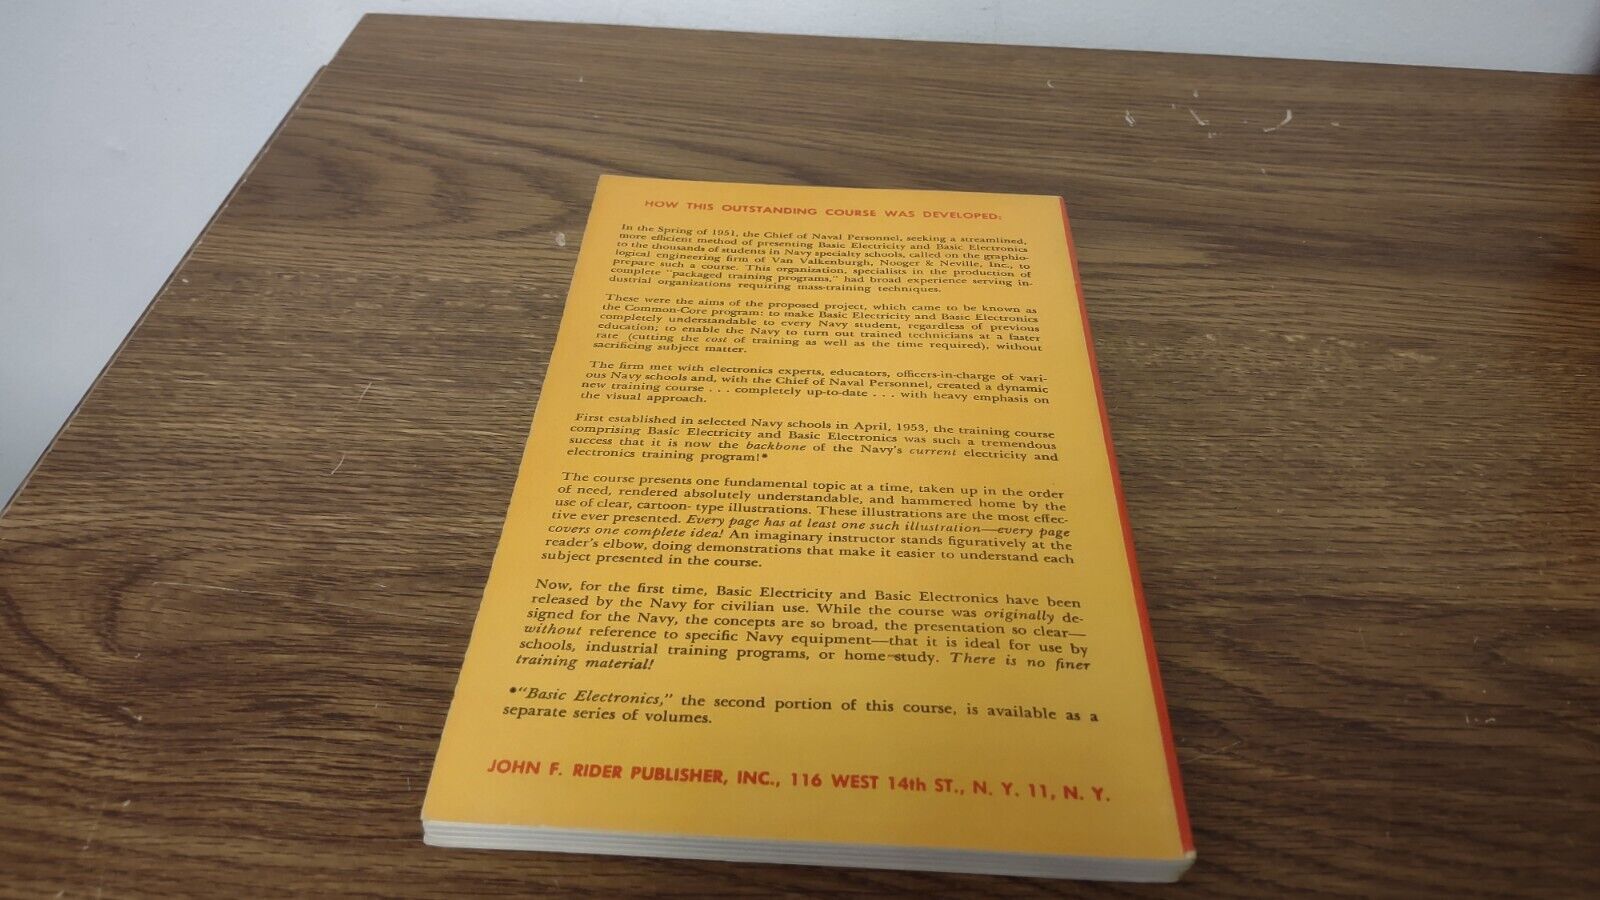 HOW THIS OUTSTANDING COURSE WAS DEVELOPED:
In the Spring of 1951, the Chief of Naval Personnel, seeking a streamlined,
more efficient method of presenting Basic Electricity and Basic Electronics
to the thousands of students in Navy specialty schools, called on the graphio-
logical engineering firm of Van Valkenburgh, Nooger & Neville, Inc., to
prepare such a course. This organization, specialists in the production of
complete "packaged training programs," had broad experience serving in-
dustrial organizations requiring mass-training techniques.
These were the aims of the proposed project, which came to be known as
the Common-Core program: to make Basic Electricity and Basic Electronics
completely understandable to every Navy student, regardless of previous
education; to enable the Navy to turn out trained technicians at a faster
rate (cutting the cost of training as well as the time required), without
sacrificing subject matter.
The firm met with electronics experts, educators, officers-in-charge of vari-
ous Navy schools and, with the Chief of Naval Personnel, created a dynamic
new training course . . . completely up-to-date . . . with heavy emphasis on
the visual approach.
First established in selected Navy schools in April, 1953, the training course
comprising Basic Electricity and Basic Electronics was such a tremendous
success that it is now the backbone of the Navy's current electricity and
electronics training program!*
The course presents one fundamental topic at a time, taken up in the order
of need, rendered absolutely understandable, and hammered home by the
use of clear, cartoon- type illustrations. These illustrations are the most effec-
tive ever presented. Every page has at least one such illustration—every page
covers one complete idea! An imaginary instructor stands figuratively at the
reader's elbow, doing demonstrations that make it easier to understand each
subject presented in the course.
Now, for the first time, Basic Electricity and Basic Electronics have been
released by the Navy for civilian use. While the course was originally de-
signed for the Navy, the concepts are so broad, the presentation so clear—
without reference to specific Navy equipment—that it is ideal for use by
schools, industrial training programs, or home-study. There is no finer
training material!
*"Basic Electronics," the second portion of this course, is available as a
separate series of volumes.
JOHN F. RIDER PUBLISHER, INC., 116 WEST 14th ST., N. Y. 11, N. Y.